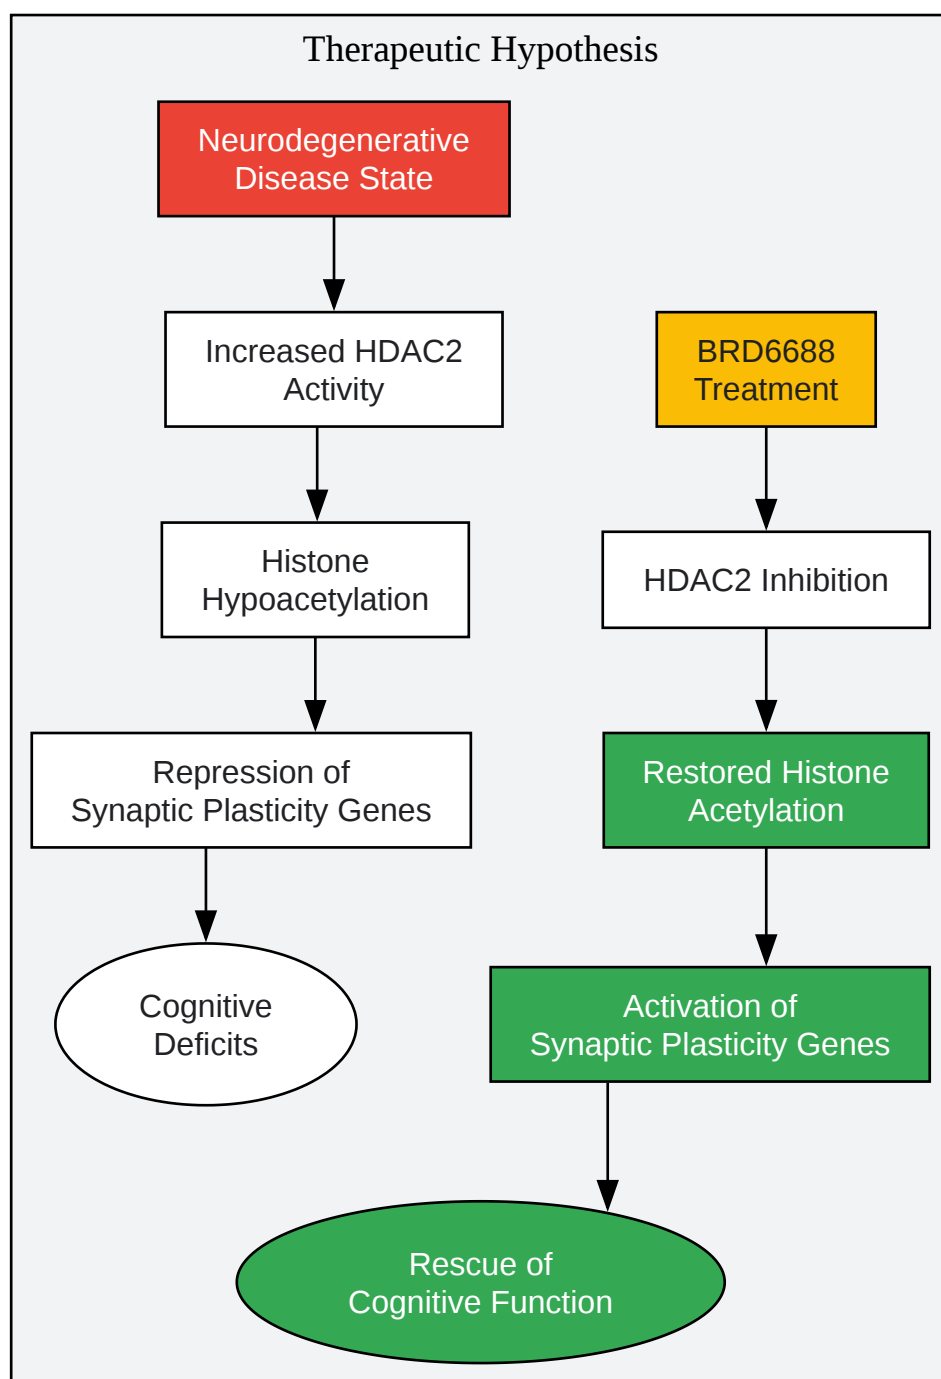 Therapeutic Hypothesis
Neurodegenerative
Disease State
Increased HDAC2
Activity
Histone
Hypoacetylation
Repression of
Synaptic Plasticity Genes
Cognitive
Deficits
BRD6688
Treatment
HDAC2 Inhibition
Restored Histone
Acetylation
Activation of
Synaptic Plasticity Genes
Rescue of
Cognitive Function